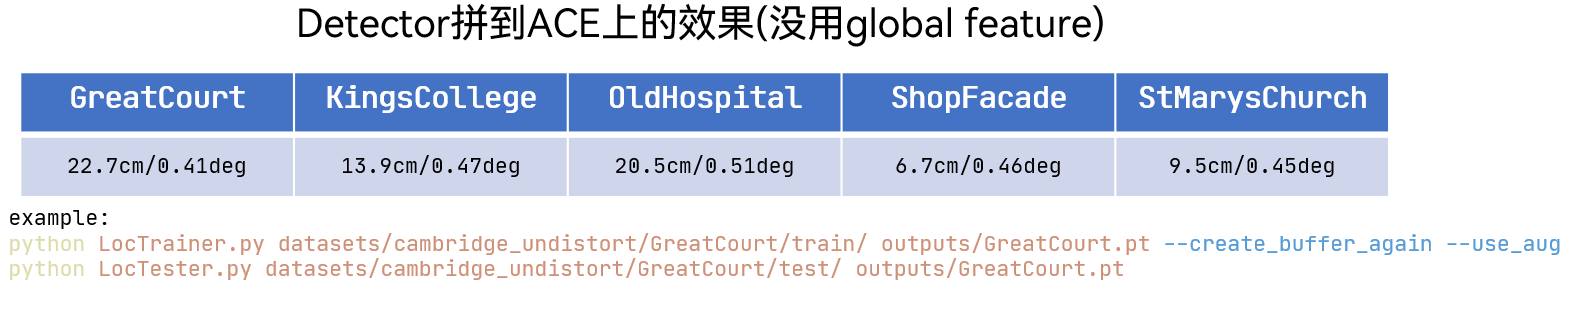 Detector拼到ACE上的效果(没用global feature)
GreatCourt KingsCollege OldHospital ShopFacade StMarysChurch
22.7cm/0.41deg 13.9cm/0.47deg 20.5cm/0.51deg 6.7cm/0.46deg 9.5cm/0.45deg
example:
python LocTrainer.py datasets/cambridge_undistort/GreatCourt/train/ outputs/GreatCourt.pt --create_buffer_again --use_aug
python LocTester.py datasets/cambridge_undistort/GreatCourt/test/ outputs/GreatCourt.pt